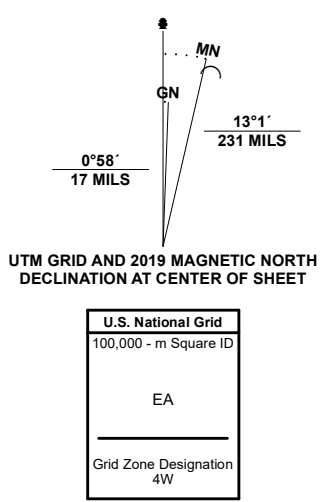 MN
GN
13°1´
231 MILS
0°58´
17 MILS
UTM GRID AND 2019 MAGNETIC NORTH
DECLINATION AT CENTER OF SHEET
U.S. National Grid
100,000 - m Square ID
EA
Grid Zone Designation
4W